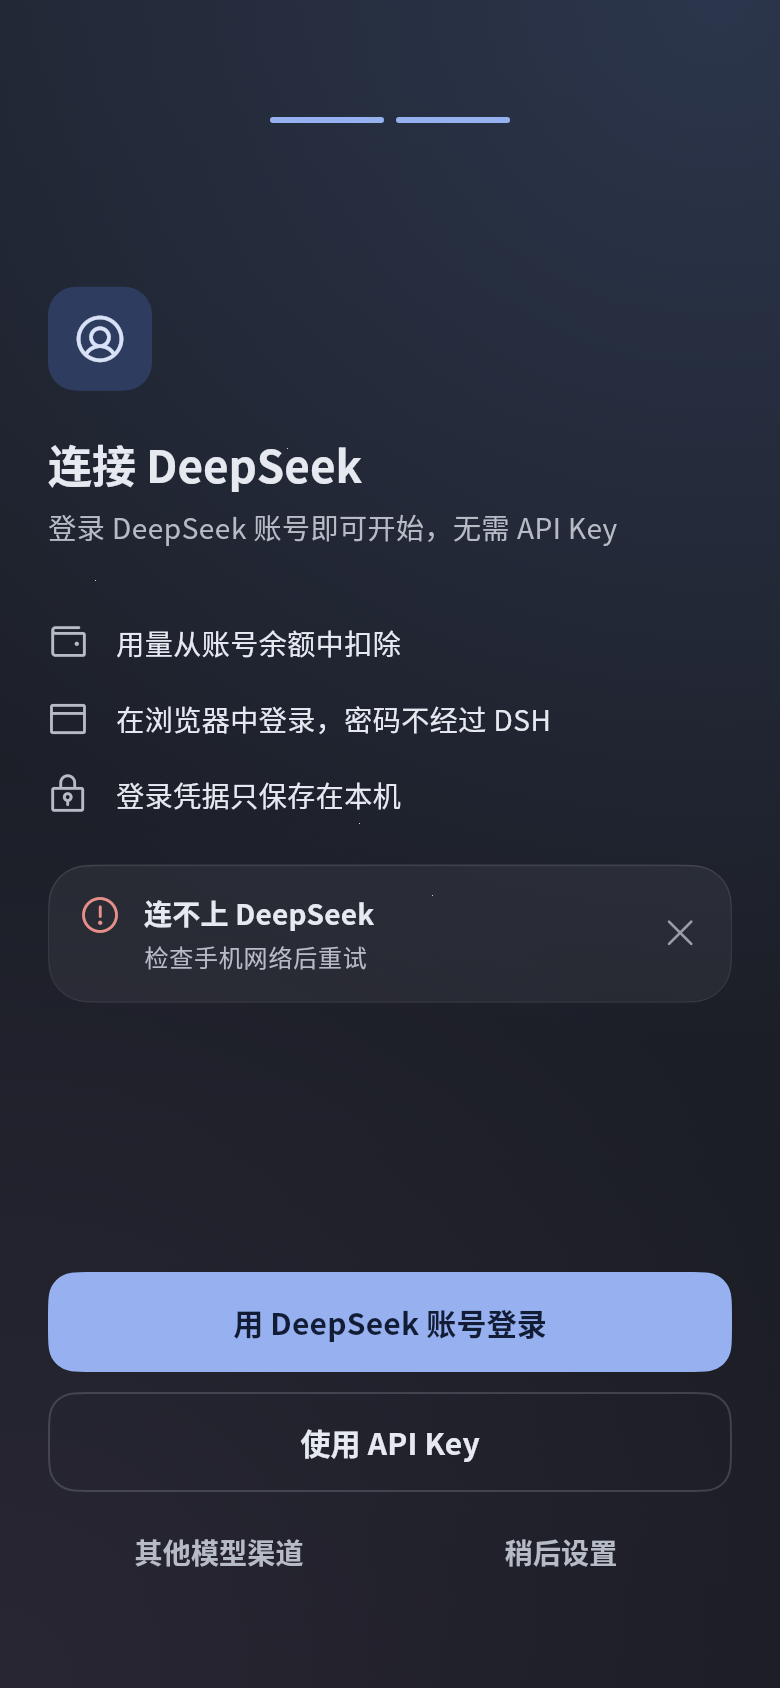 连接 DeepSeek
登录 DeepSeek 账号即可开始，无需 API Key
用量从账号余额中扣除
在浏览器中登录，密码不经过 DSH
登录凭据只保存在本机
连不上 DeepSeek
检查手机网络后重试
用 DeepSeek 账号登录
使用 API Key
其他模型渠道
稍后设置